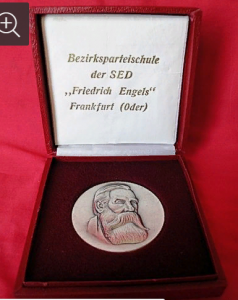 Bezirksparteischule
der SED
„Friedrich Engels“
Frankfurt (Oder)